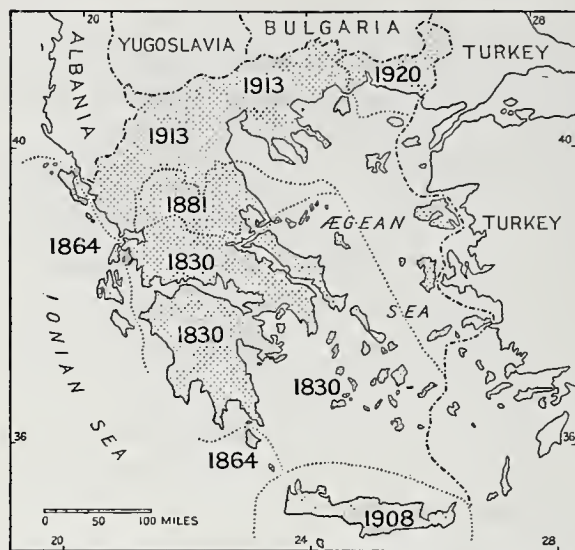 20
BULGARIA
28
YUGOSLAVIA
TURKEY
ALBANIA
1920
1913
1913
40
40
1881
ÆGEAN
TURKEY
1864
1830
SEA
1830
1830
IONIAN SEA
36
36
1864
0 50 100 MILES
1908
20
24
28